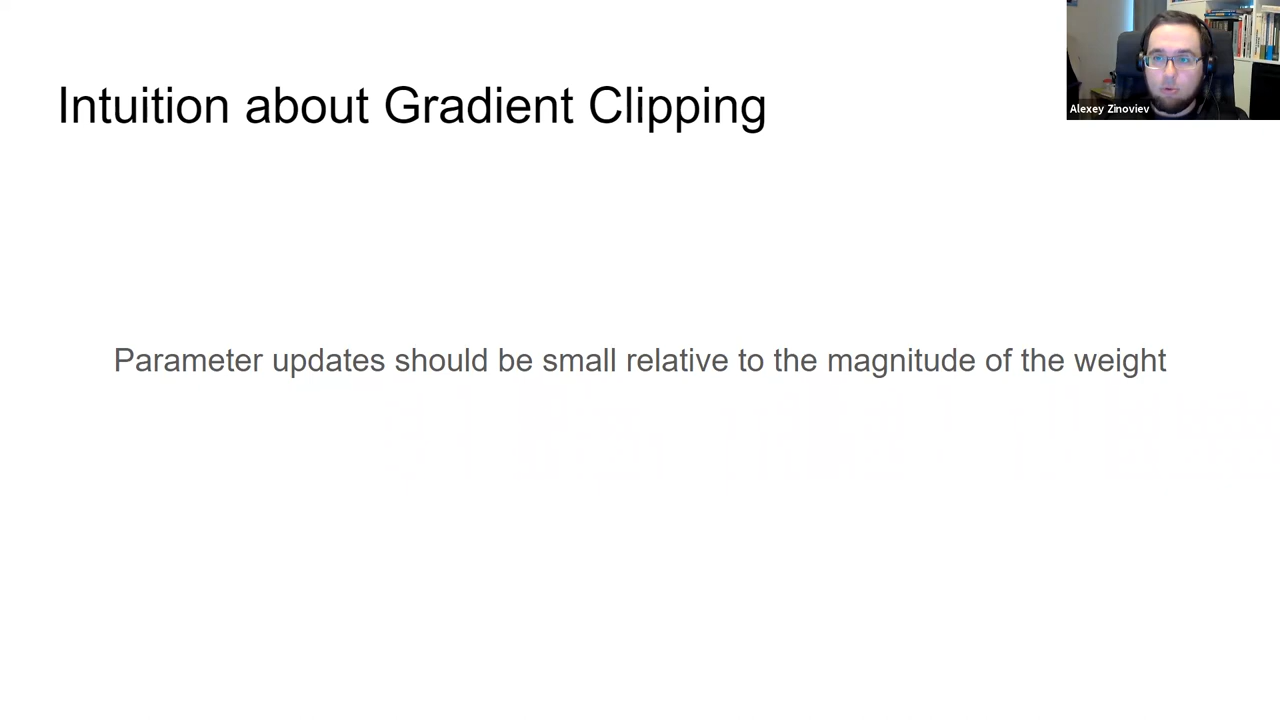 Intuition about Gradient Clipping
Alexey Zinoviev
Parameter updates should be small relative to the magnitude of the weight